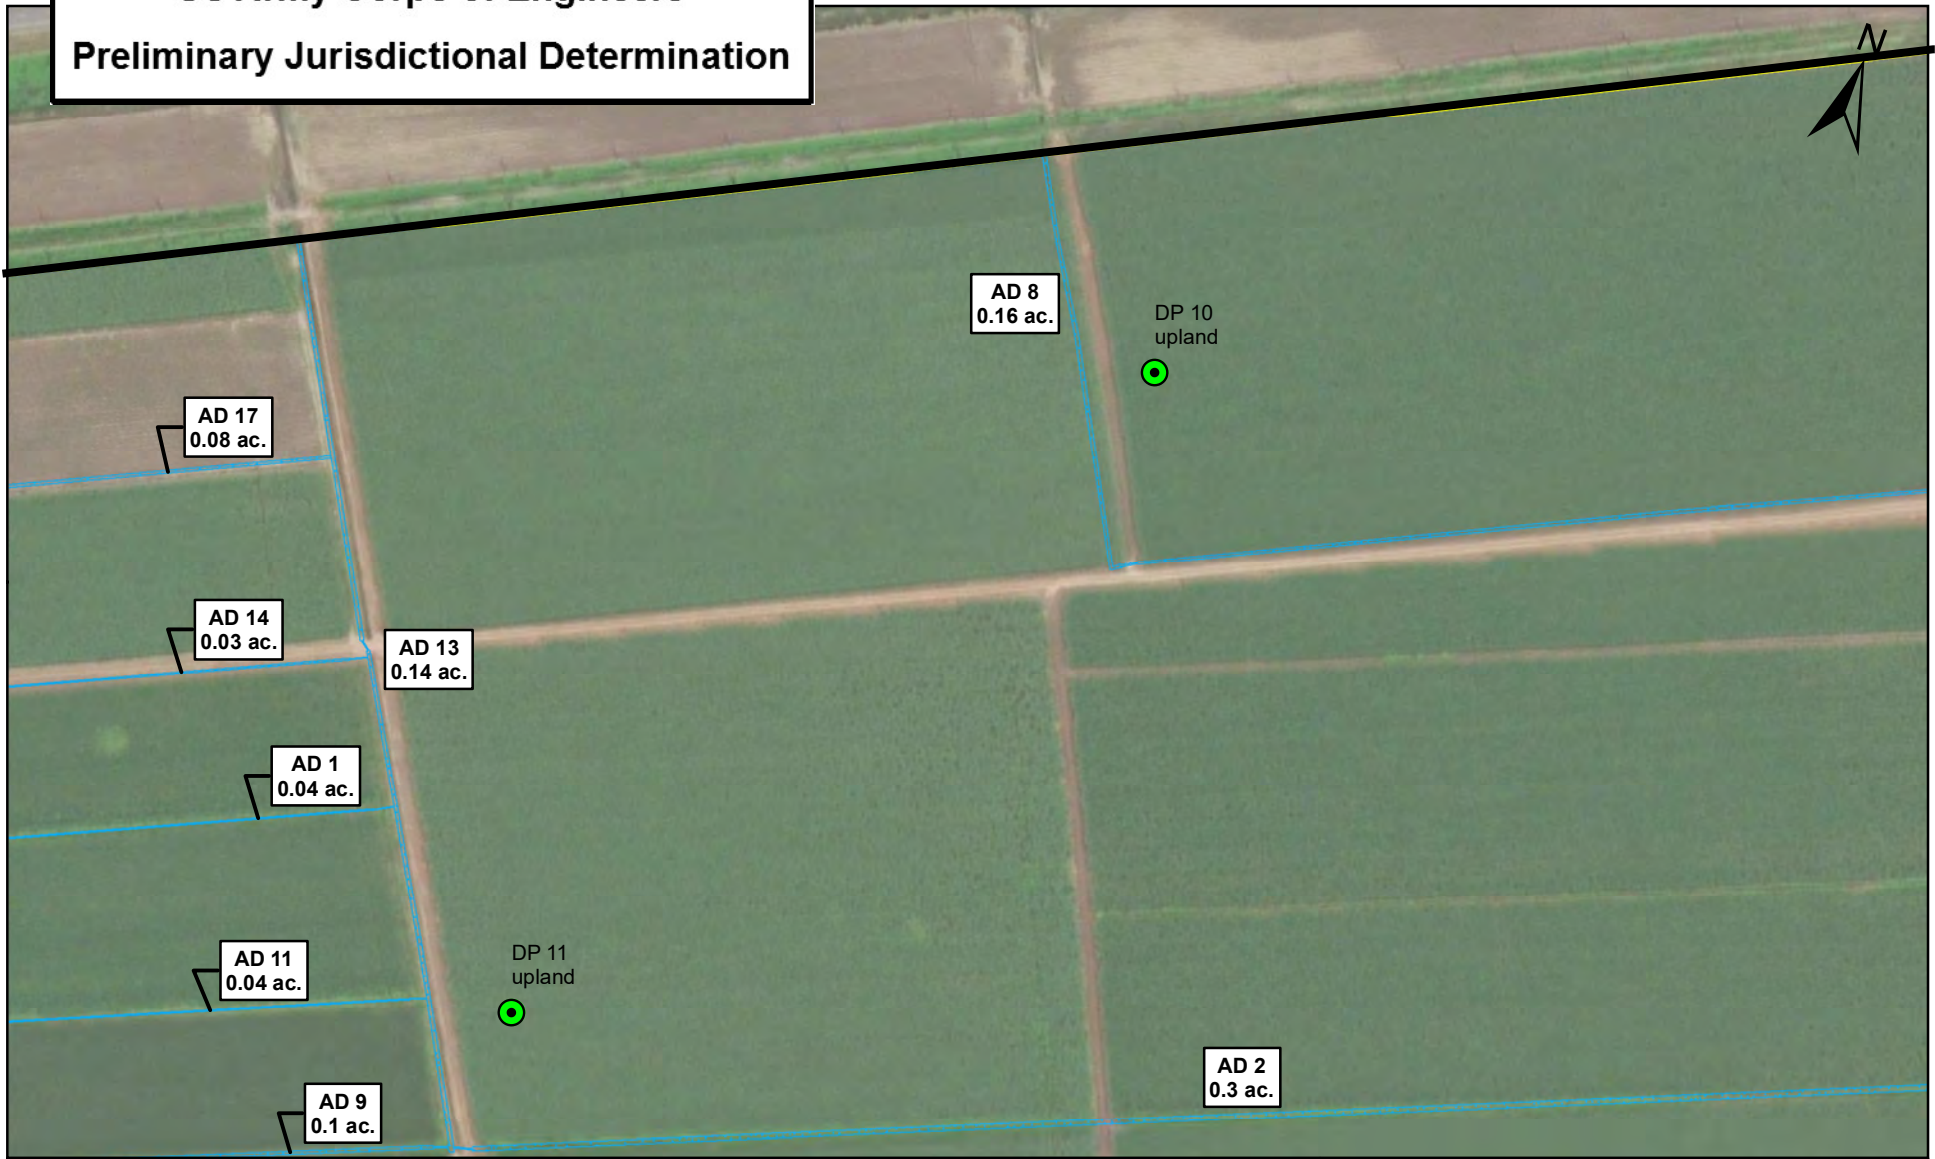 Preliminary Jurisdictional Determination
N
AD 8
0.16 ac.
DP 10
upland
AD 17
0.08 ac.
AD 14
0.03 ac.
AD 13
0.14 ac.
AD 1
0.04 ac.
AD 11
0.04 ac.
DP 11
upland
AD 2
0.3 ac.
AD 9
0.1 ac.